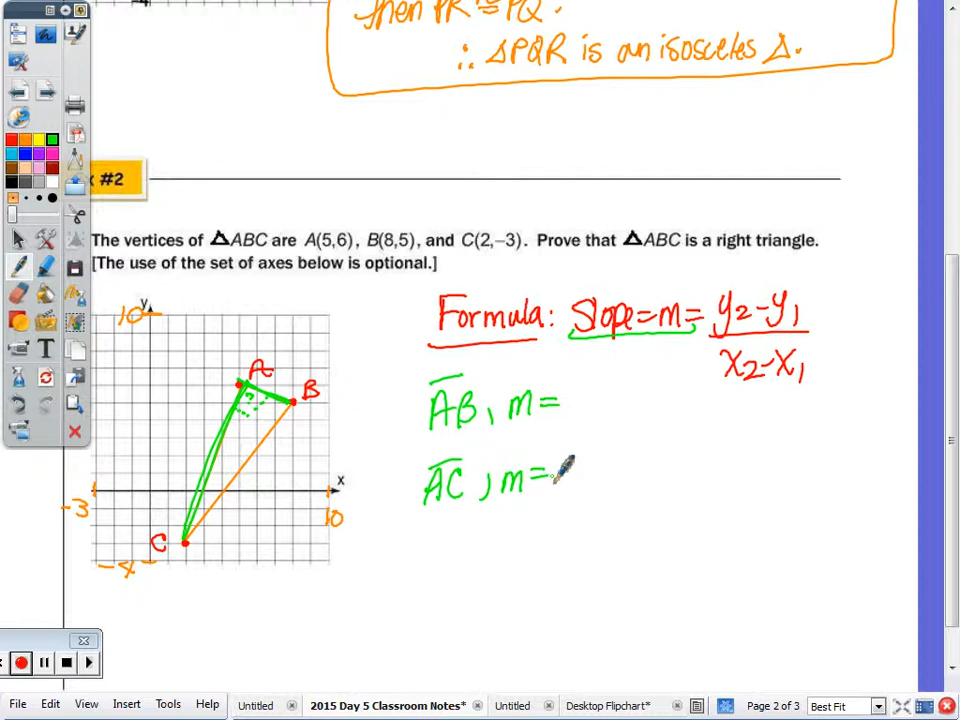 then PR ≅ PQ.
∴ △PQR is an isosceles △.
#2
The vertices of △ABC are A(5,6), B(8,5), and C(2,−3). Prove that △ABC is a right triangle.
[The use of the set of axes below is optional.]
Formula: Slope=m= y2-y1
x2-x1
y
10
A
B
AB, m=
x
AC, m=
-3
10
C
-4
File Edit View Insert Tools Help Untitled 2015 Day 5 Classroom Notes* Untitled Desktop Flipchart* Page 2 of 3 Best Fit